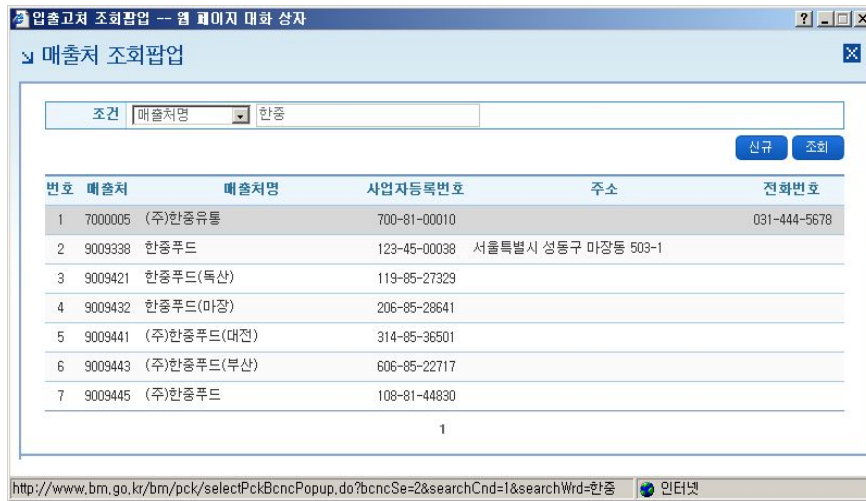 입출고처 조회팝업 -- 웹 페이지 대화 상자
매출처 조회팝업
조건 매출처명 한중
신규 조회
번호 매출처 매출처명 사업자등록번호 주소 전화번호
1 7000005 (주)한중유통 700-81-00010 031-444-5678
2 9009338 한중푸드 123-45-00038 서울특별시 성동구 마장동 503-1
3 9009421 한중푸드(독산) 119-85-27329
4 9009432 한중푸드(마장) 206-85-28641
5 9009441 (주)한중푸드(대전) 314-85-36501
6 9009443 (주)한중푸드(부산) 606-85-22717
7 9009445 (주)한중푸드 108-81-44830
1
http://www.bm.go.kr/bm/pck/selectPckBcncPopup.do?bcncSe=2&searchCnd=1&searchWrd=한중 인터넷